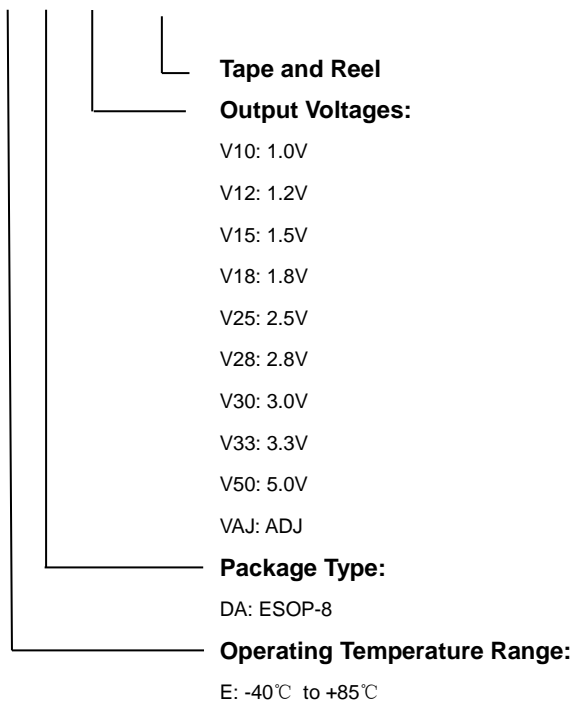 Tape and Reel
Output Voltages:
V10: 1.0V
V12: 1.2V
V15: 1.5V
V18: 1.8V
V25: 2.5V
V28: 2.8V
V30: 3.0V
V33: 3.3V
V50: 5.0V
VAJ: ADJ
Package Type:
DA: ESOP-8
Operating Temperature Range:
E: -40℃ to +85℃